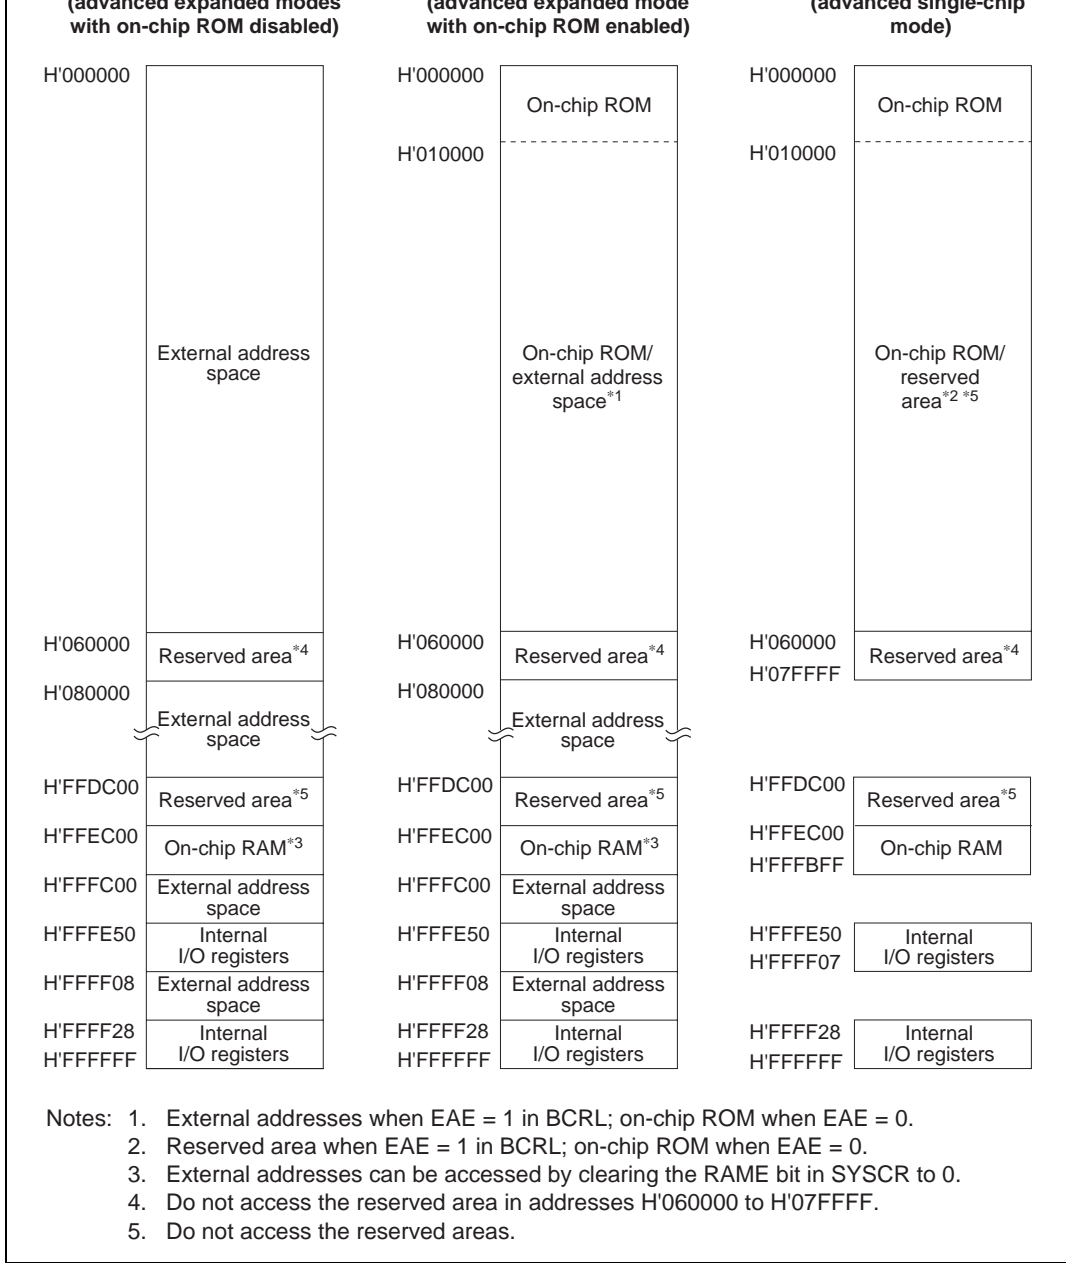 (advanced expanded modes
with on-chip ROM disabled)
H'000000
External address
space
H'060000
Reserved area*4
H'080000
External address
space
H'FFDC00
Reserved area*5
H'FFEC00
On-chip RAM*3
H'FFFC00
External address
space
H'FFFE50
Internal
I/O registers
H'FFFF08
External address
space
H'FFFF28
Internal
I/O registers
H'FFFFFF
(advanced expanded mode
with on-chip ROM enabled)
H'000000
On-chip ROM
H'010000
On-chip ROM/
external address
space*1
H'060000
Reserved area*4
H'080000
External address
space
H'FFDC00
Reserved area*5
H'FFEC00
On-chip RAM*3
H'FFFC00
External address
space
H'FFFE50
Internal
I/O registers
H'FFFF08
External address
space
H'FFFF28
Internal
I/O registers
H'FFFFFF
(advanced single-chip
mode)
H'000000
On-chip ROM
H'010000
On-chip ROM/
reserved
area*2 *5
H'060000
Reserved area*4
H'07FFFF
H'FFDC00
Reserved area*5
H'FFEC00
On-chip RAM
H'FFFBFF
H'FFFE50
Internal
I/O registers
H'FFFF07
H'FFFF28
Internal
I/O registers
H'FFFFFF
Notes: 1. External addresses when EAE = 1 in BCRL; on-chip ROM when EAE = 0.
2. Reserved area when EAE = 1 in BCRL; on-chip ROM when EAE = 0.
3. External addresses can be accessed by clearing the RAME bit in SYSCR to 0.
4. Do not access the reserved area in addresses H'060000 to H'07FFFF.
5. Do not access the reserved areas.